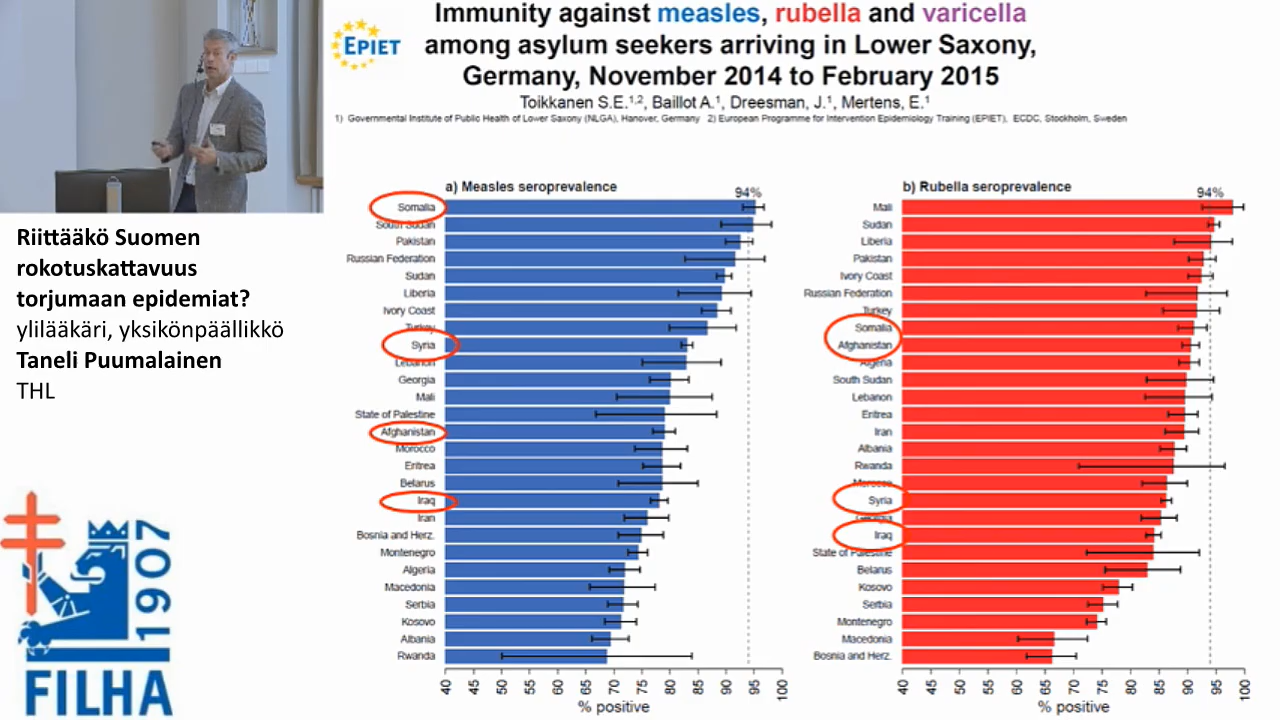 Immunity against measles, rubella and varicella
among asylum seekers arriving in Lower Saxony,
Germany, November 2014 to February 2015
EPIET
Toikkanen S.E.¹,², Baillot A.¹, Dreesman, J.¹, Mertens, E.¹
1) Governmental Institute of Public Health of Lower Saxony (NLGA), Hanover, Germany 2) European Programme for Intervention Epidemiology Training (EPIET), ECDC, Stockholm, Sweden
Riittääkö Suomen
rokotuskattavuus
torjumaan epidemiat?
ylilääkäri, yksikönpäällikkö
Taneli Puumalainen
THL
FILHA
1907
a) Measles seroprevalence
94%
Somalia
South Sudan
Pakistan
Russian Federation
Sudan
Liberia
Ivory Coast
Turkey
Syria
Lebanon
Georgia
Mali
State of Palestine
Afghanistan
Morocco
Eritrea
Belarus
Iraq
Iran
Bosnia and Herz.
Montenegro
Algeria
Macedonia
Serbia
Kosovo
Albania
Rwanda
40 45 50 55 60 65 70 75 80 85 90 95 100
% positive
b) Rubella seroprevalence
94%
Mali
Sudan
Liberia
Pakistan
Ivory Coast
Russian Federation
Turkey
Somalia
Afghanistan
Algeria
South Sudan
Lebanon
Eritrea
Iran
Albania
Rwanda
Morocco
Syria
Georgia
Iraq
State of Palestine
Belarus
Kosovo
Serbia
Montenegro
Macedonia
Bosnia and Herz.
40 45 50 55 60 65 70 75 80 85 90 95 100
% positive